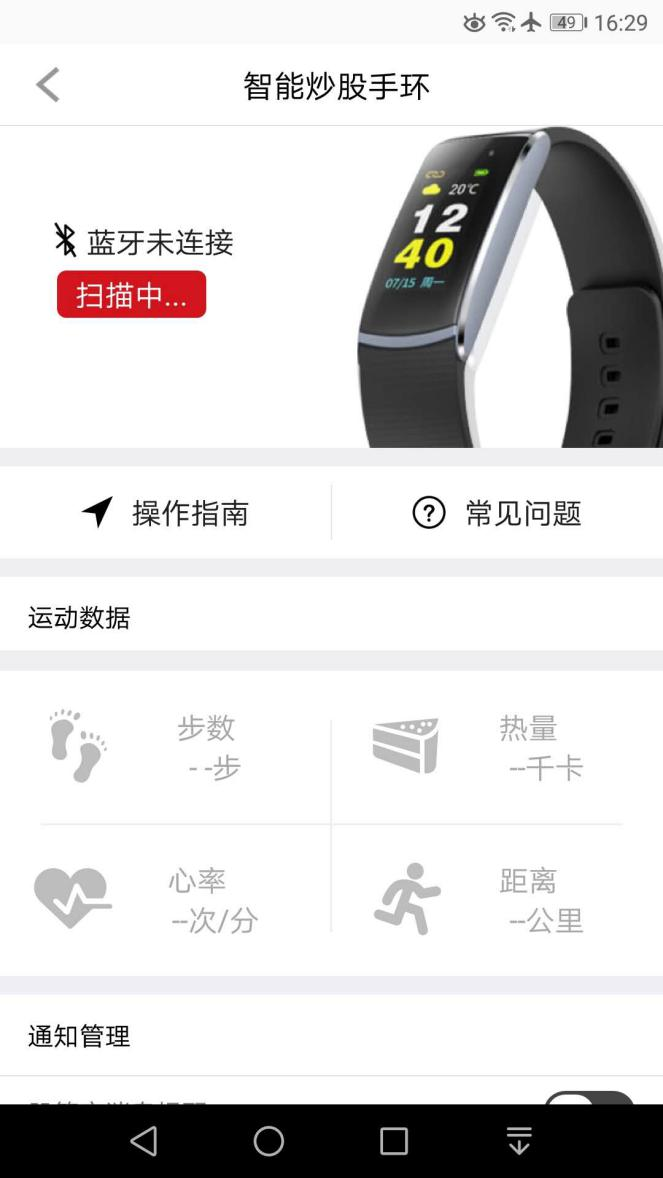 49 16:29
智能炒股手环
20℃
12
40
07/15 周一
蓝牙未连接
扫描中...
操作指南
常见问题
运动数据
步数
- -步
热量
--千卡
心率
--次/分
距离
--公里
通知管理